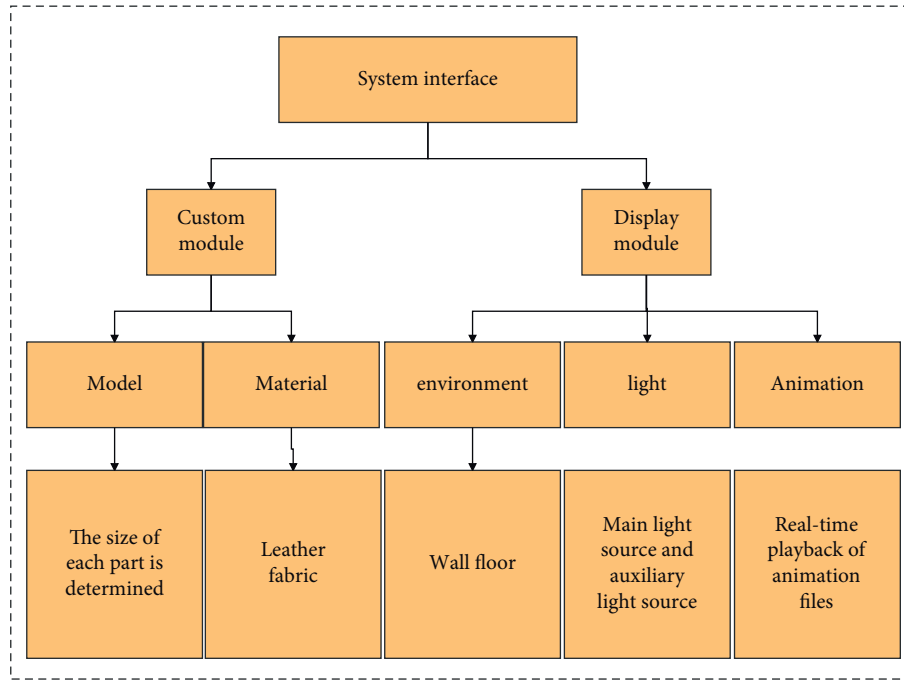 System interface
Custom
module
Display
module
Model
Material
environment
light
Animation
The size of
each part is
determined
Leather
fabric
Wall floor
Main light
source and
auxiliary
light source
Real-time
playback of
animation
files